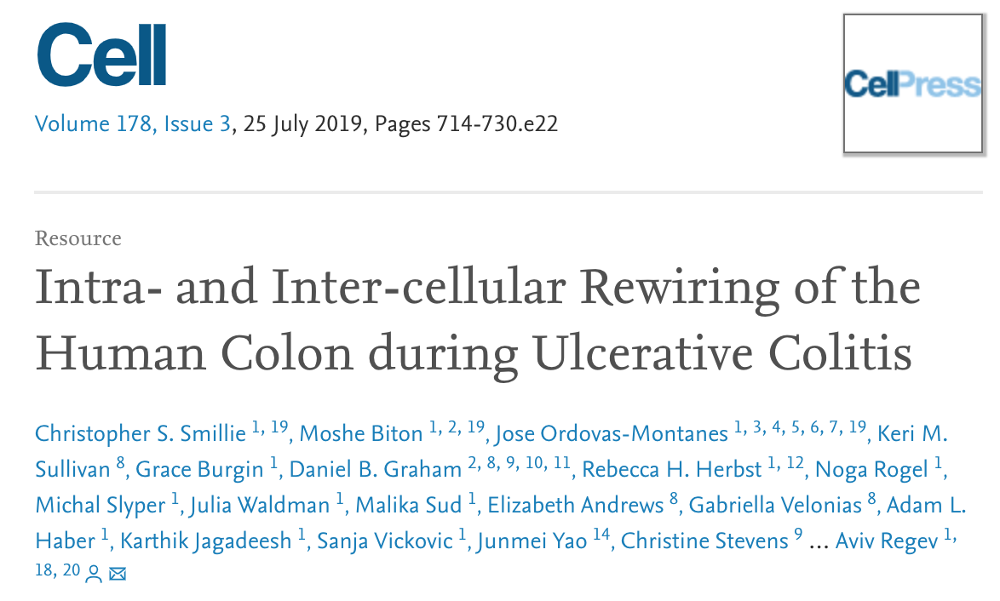 Cell
CellPress
Volume 178, Issue 3, 25 July 2019, Pages 714-730.e22
Resource
Intra- and Inter-cellular Rewiring of the
Human Colon during Ulcerative Colitis
Christopher S. Smillie 1, 19, Moshe Biton 1, 2, 19, Jose Ordovas-Montanes 1, 3, 4, 5, 6, 7, 19, Keri M.
Sullivan 8, Grace Burgin 1, Daniel B. Graham 2, 8, 9, 10, 11, Rebecca H. Herbst 1, 12, Noga Rogel 1,
Michal Slyper 1, Julia Waldman 1, Malika Sud 1, Elizabeth Andrews 8, Gabriella Velonias 8, Adam L.
Haber 1, Karthik Jagadeesh 1, Sanja Vickovic 1, Junmei Yao 14, Christine Stevens 9 ... Aviv Regev 1,
18, 20